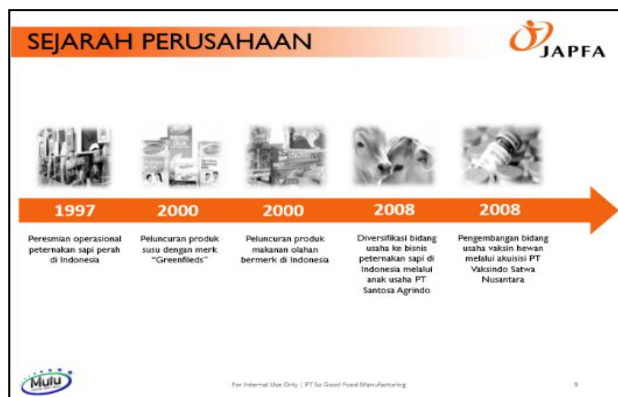 SEJARAH PERUSAHAAN
JAPFA
1997
Peresmian operasional
peternakan sapi perah
di Indonesia
2000
Peluncuran produk
susu dengan merk
“Greenfileds”
2000
Peluncuran produk
makanan olahan
bermerk di Indonesia
2008
Diversifikasi bidang
usaha ke bisnis
peternakan sapi di
Indonesia melalui
anak usaha PT
Santosa Agrindo
2008
Pengembangan bidang
usaha vaksin hewan
melalui akuisisi PT
Vaksindo Satwa
Nusantara
Mutu
For Internal Use Only | PT So Good Food Manufacturing